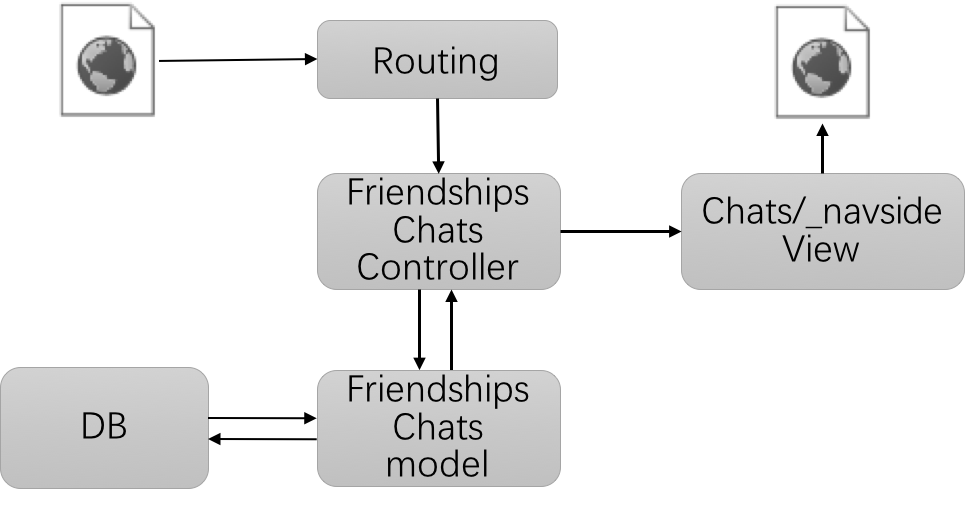 Routing
Friendships
Chats
Controller
Chats/_navside
View
DB
Friendships
Chats
model